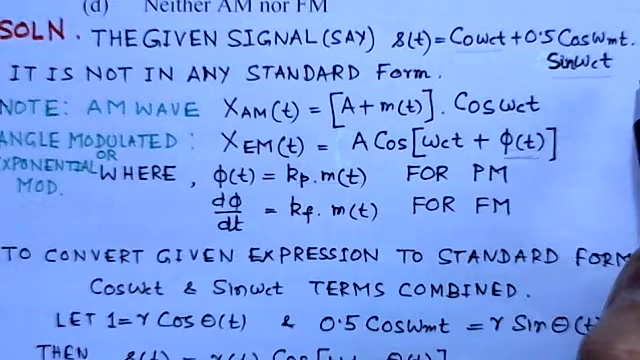 (d) Neither AM nor FM
SOLN. THE GIVEN SIGNAL (SAY) s(t) = Cosωct + 0.5 Cosωmt.
Sinωct
IT IS NOT IN ANY STANDARD Form.
NOTE: AM WAVE XAM(t) = [A + m(t)]. Cosωct
ANGLE MODULATED: XEM(t) = A Cos[ωct + ϕ(t)]
OR
EXPONENTIAL MOD. WHERE, ϕ(t) = kp. m(t) FOR PM
dϕ/dt = kf. m(t) FOR FM
TO CONVERT GIVEN EXPRESSION TO STANDARD FORM
Cosωct & Sinωct TERMS COMBINED.
LET 1 = r Cos θ(t) & 0.5 Cosωmt = r Sin θ(t)
THEN